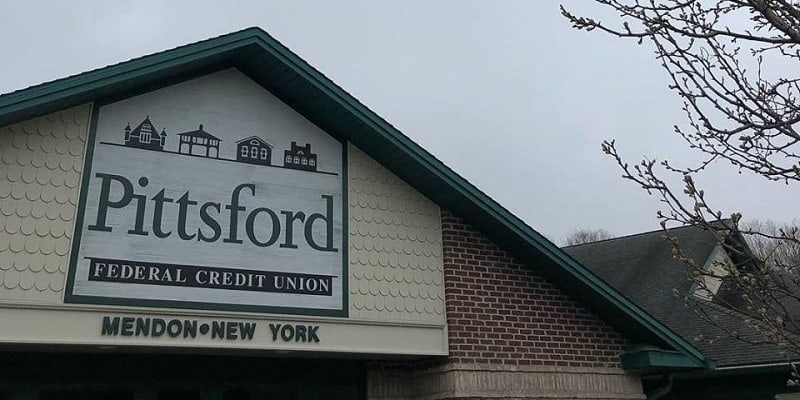 Pittsford
FEDERAL CREDIT UNION
MENDON•NEW YORK